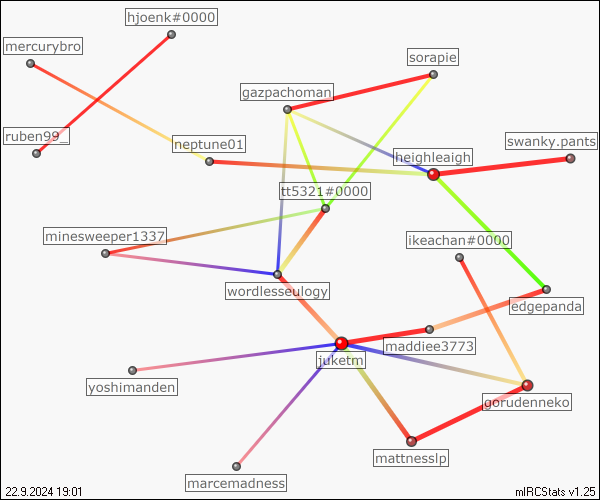 hjoenk#0000
mercurybro
sorapie
gazpachoman
ruben99_
neptune01
swanky.pants
heighleaigh
tt5321#0000
minesweeper1337
ikeachan#0000
wordlesseulogy
edgepanda
maddiee3773
juketm
yoshimanden
gorudenneko
mattnesslp
marcemadness
22.9.2024 19:01
mIRCStats v1.25